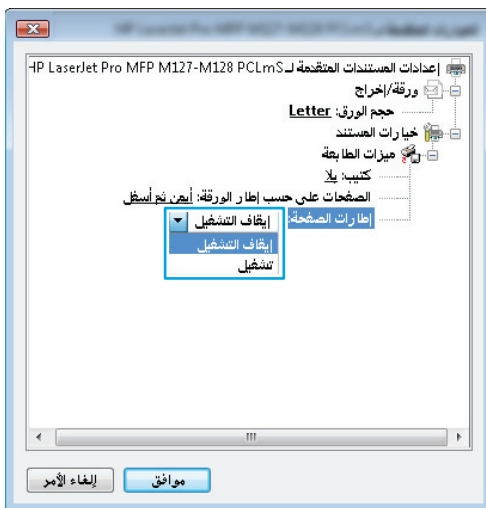 إعدادات المستندات المتقدمة لـ HP LaserJet Pro MFP M127-M128 PCLmS
ورقة/إخراج
حجم الورق: Letter
خيارات المستند
ميزات الطابعة
كتيب: بلا
الصفحات على حسب إطار الورقة: أيمن ثم أسفل
إطارات الصفحة: إيقاف التشغيل
إيقاف التشغيل
تشغيل
موافق
إلغاء الأمر